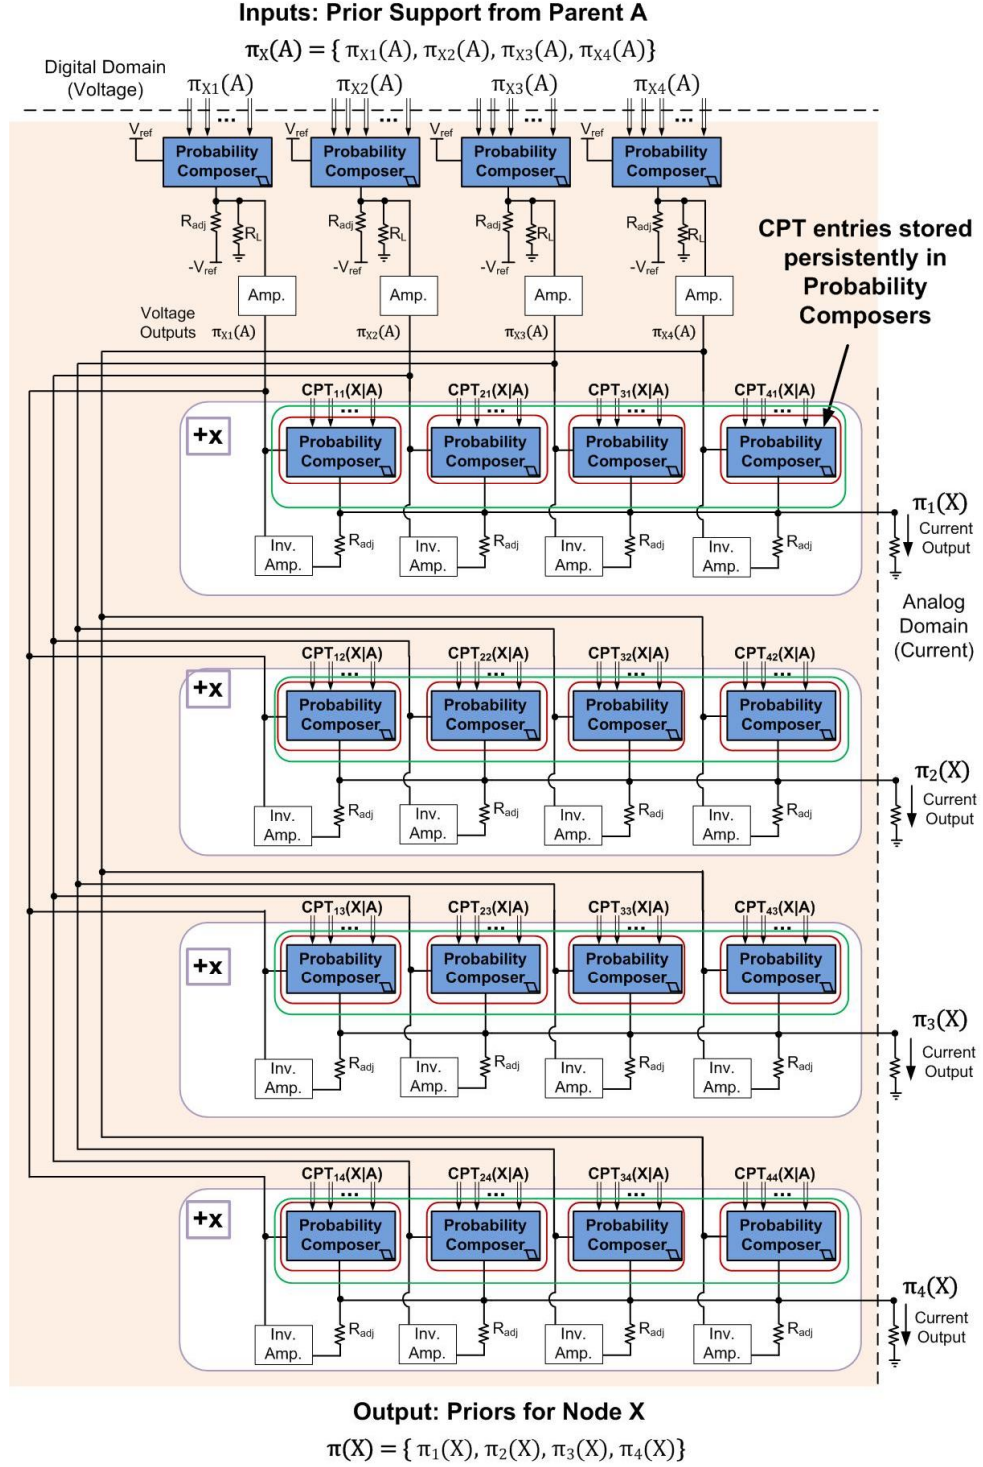 Inputs: Prior Support from Parent A
πX(A) = { πX1(A), πX2(A), πX3(A), πX4(A)}
Digital Domain
(Voltage)
πX1(A) πX2(A) πX3(A) πX4(A)
... ... ... ...
Vref Vref Vref Vref
Probability Composer Probability Composer Probability Composer Probability Composer
Radj RL Radj RL Radj RL Radj RL
-Vref -Vref -Vref -Vref
CPT entries stored
persistently in
Probability
Composers
Amp. Amp. Amp. Amp.
Voltage
Outputs
πX1(A) πX2(A) πX3(A) πX4(A)
CPT11(X|A) CPT21(X|A) CPT31(X|A) CPT41(X|A)
... ... ... ...
+x
Probability Composer Probability Composer Probability Composer Probability Composer
π1(X)
Current
Output
Inv. Amp. Radj Inv. Amp. Radj Inv. Amp. Radj Inv. Amp. Radj
Analog
Domain
(Current)
CPT12(X|A) CPT22(X|A) CPT32(X|A) CPT42(X|A)
... ... ... ...
+x
Probability Composer Probability Composer Probability Composer Probability Composer
π2(X)
Current
Output
Inv. Amp. Radj Inv. Amp. Radj Inv. Amp. Radj Inv. Amp. Radj
CPT13(X|A) CPT23(X|A) CPT33(X|A) CPT43(X|A)
... ... ... ...
+x
Probability Composer Probability Composer Probability Composer Probability Composer
π3(X)
Current
Output
Inv. Amp. Radj Inv. Amp. Radj Inv. Amp. Radj Inv. Amp. Radj
CPT14(X|A) CPT24(X|A) CPT34(X|A) CPT44(X|A)
... ... ... ...
+x
Probability Composer Probability Composer Probability Composer Probability Composer
π4(X)
Current
Output
Inv. Amp. Radj Inv. Amp. Radj Inv. Amp. Radj Inv. Amp. Radj
Output: Priors for Node X
π(X) = { π1(X), π2(X), π3(X), π4(X)}